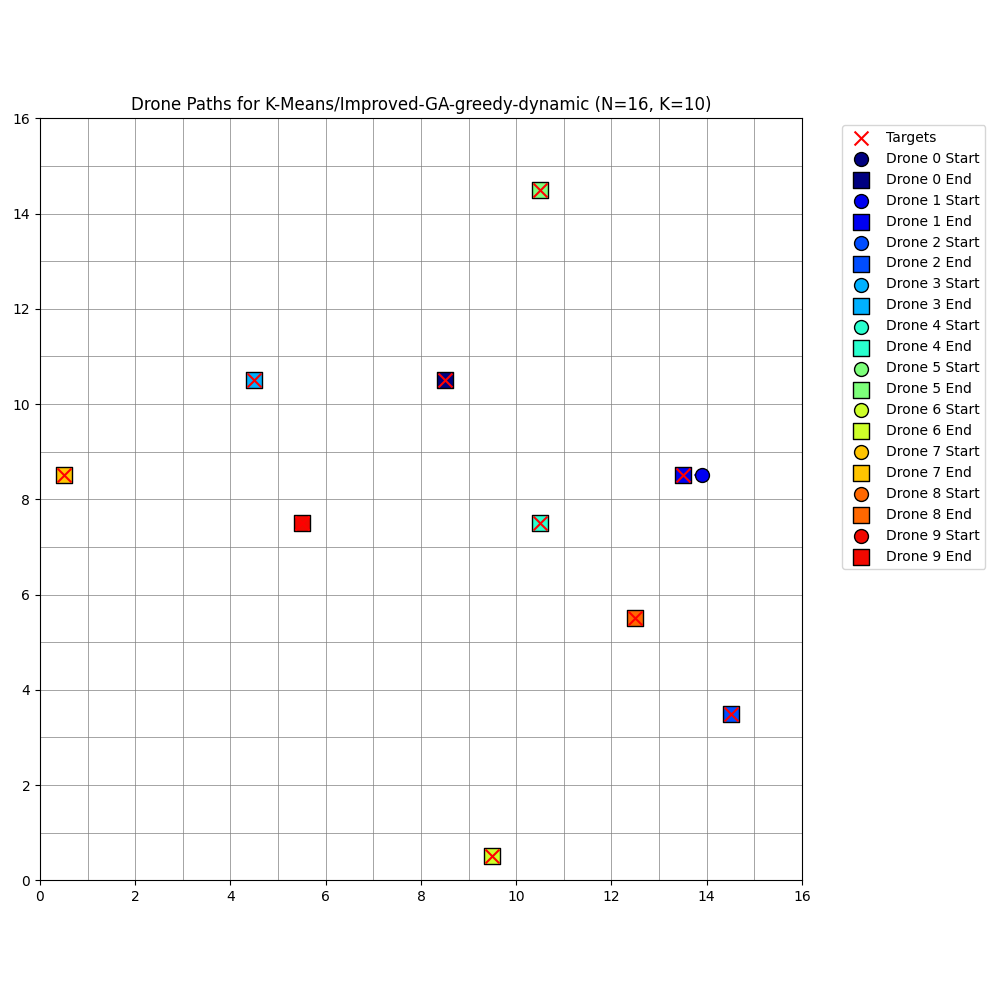 Drone Paths for K-Means/Improved-GA-greedy-dynamic (N=16, K=10)
16
14
12
10
8
6
4
2
0
0 2 4 6 8 10 12 14 16
Targets
Drone 0 Start
Drone 0 End
Drone 1 Start
Drone 1 End
Drone 2 Start
Drone 2 End
Drone 3 Start
Drone 3 End
Drone 4 Start
Drone 4 End
Drone 5 Start
Drone 5 End
Drone 6 Start
Drone 6 End
Drone 7 Start
Drone 7 End
Drone 8 Start
Drone 8 End
Drone 9 Start
Drone 9 End